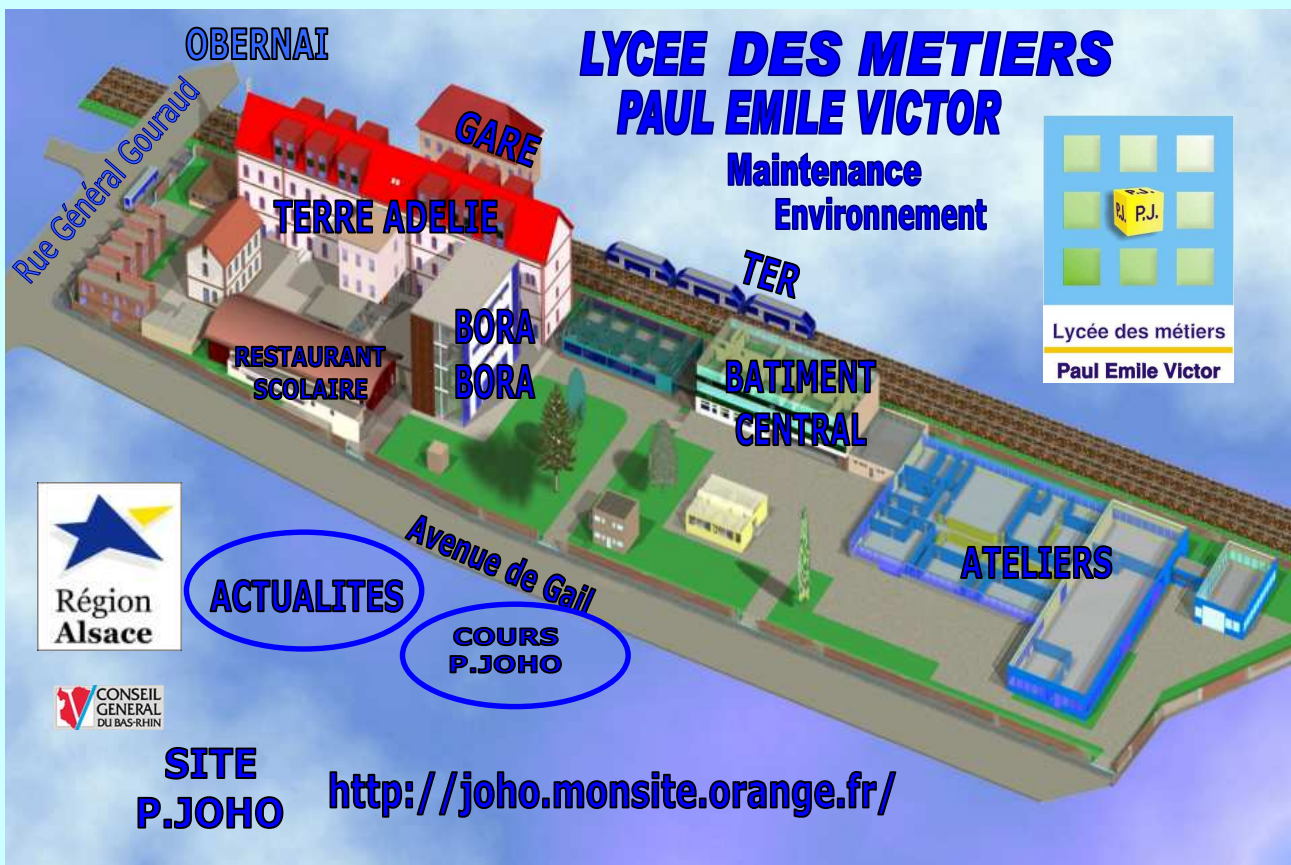 OBERNAI
LYCEE DES METIERS
PAUL EMILE VICTOR
Maintenance
Environnement
Rue Général Gouraud
GARE
TERRE ADELIE
TER
P.J.
P.J.
P.J.
Lycée des métiers
Paul Emile Victor
BORA
BORA
RESTAURANT
SCOLAIRE
BATIMENT
CENTRAL
ATELIERS
Avenue de Gail
Région
Alsace
ACTUALITES
COURS
P.JOHO
CONSEIL
GENERAL
DU BAS-RHIN
SITE
P.JOHO
http://joho.monsite.orange.fr/